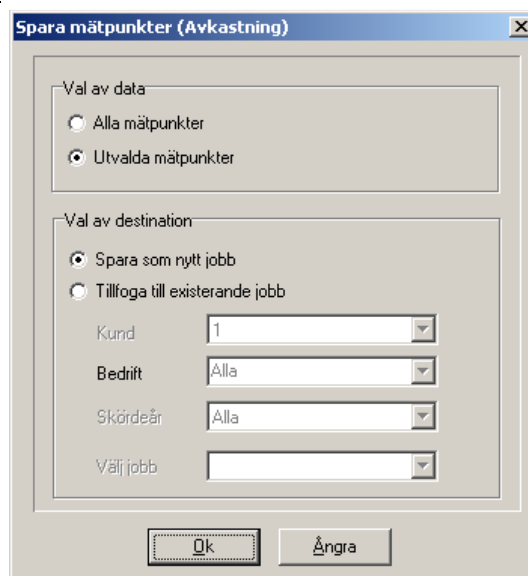 Spara mätpunkter (Avkastning)
Val av data
Alla mätpunkter
Utvalda mätpunkter
Val av destination
Spara som nytt jobb
Tillfoga till existerande jobb
Kund 1
Bedrift Alla
Skördeår Alla
Välj jobb
Ok Ångra